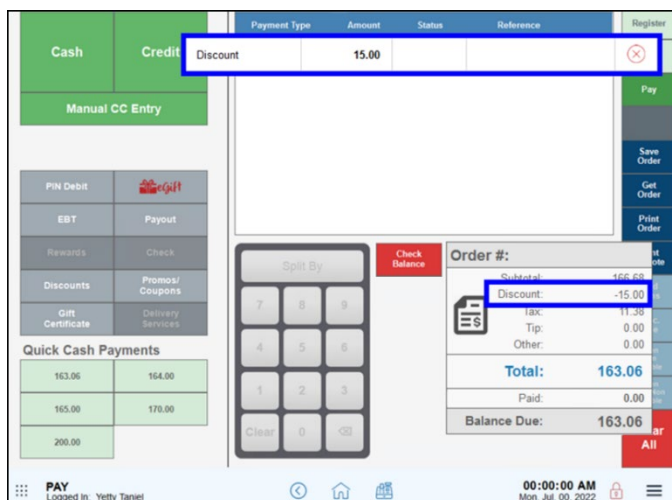 Payment Type Amount Status Reference Register
Cash Credit
Discount 15.00
Manual CC Entry
Pay
Save
Order
PIN Debit eGift
Get
Order
EBT Payout
Print
Order
Rewards Check
Split By
Check
Balance
Order #:
Subtotal: 166.68
Discounts Promos/
Coupons
Discount: -15.00
Gift
Certificate
Delivery
Services
7 8 9
Tax: 11.38
Tip: 0.00
Other: 0.00
Quick Cash Payments
4 5 6
163.06 164.00
Total: 163.06
1 2 3
165.00 170.00
Paid: 0.00
Clear 0
Balance Due: 163.06
200.00
All
PAY
Logged In: Yetty Taniel
00:00:00 AM
Mon, Jul, 00, 2022